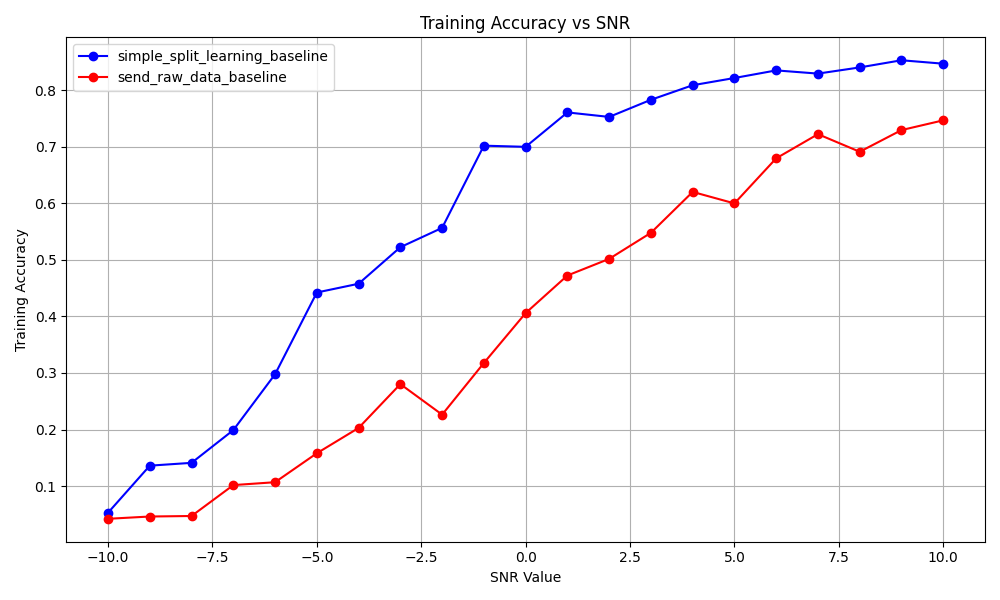 Training Accuracy vs SNR
simple_split_learning_baseline
send_raw_data_baseline
Training Accuracy
0.8
0.7
0.6
0.5
0.4
0.3
0.2
0.1
−10.0 −7.5 −5.0 −2.5 0.0 2.5 5.0 7.5 10.0
SNR Value